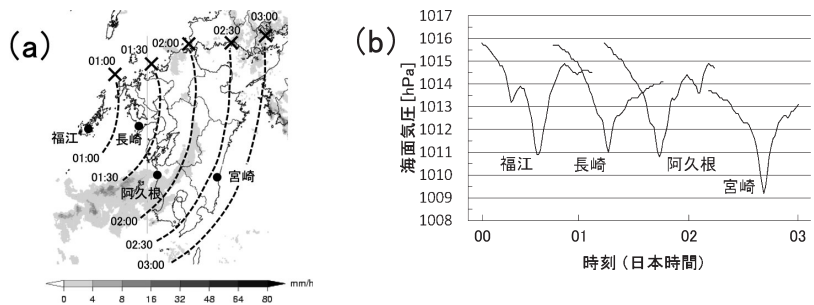 (a)
01:00
01:30
02:00
02:30
03:00
福江
長崎
阿久根
宮崎
01:00
01:30
02:00
02:30
03:00
mm/h
0 4 8 16 32 48 64 80
(b)
海面気圧[hPa]
1017
1016
1015
1014
1013
1012
1011
1010
1009
1008
福江 長崎 阿久根
宮崎
00 01 02 03
時刻(日本時間)